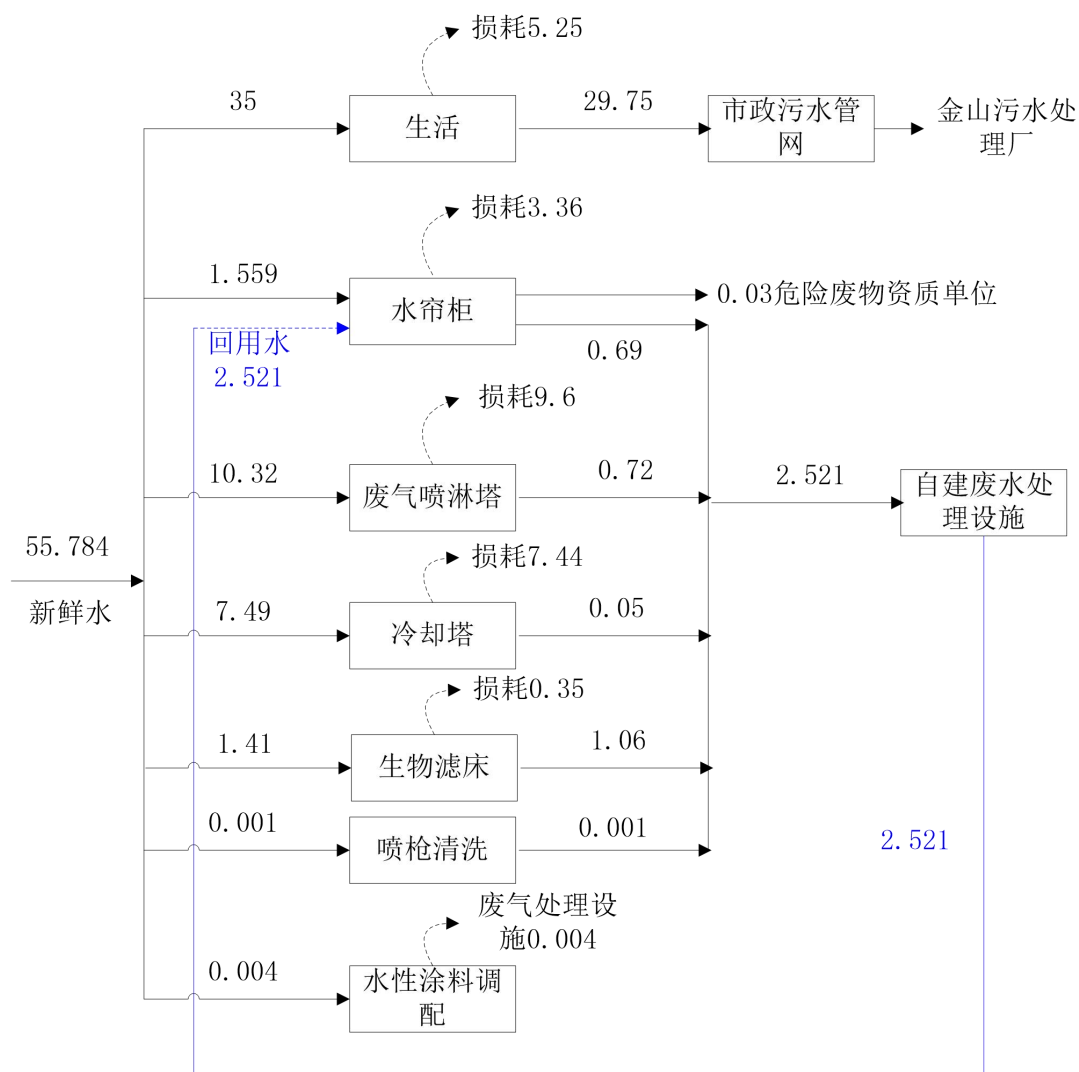 损耗5.25
35
生活
29.75
市政污水管
网
金山污水处
理厂
损耗3.36
1.559
水帘柜
0.03危险废物资质单位
回用水
2.521
0.69
损耗9.6
10.32
废气喷淋塔
0.72
2.521
自建废水处
理设施
55.784
新鲜水
损耗7.44
7.49
冷却塔
0.05
损耗0.35
1.41
生物滤床
1.06
0.001
喷枪清洗
0.001
2.521
废气处理设
施0.004
0.004
水性涂料调
配